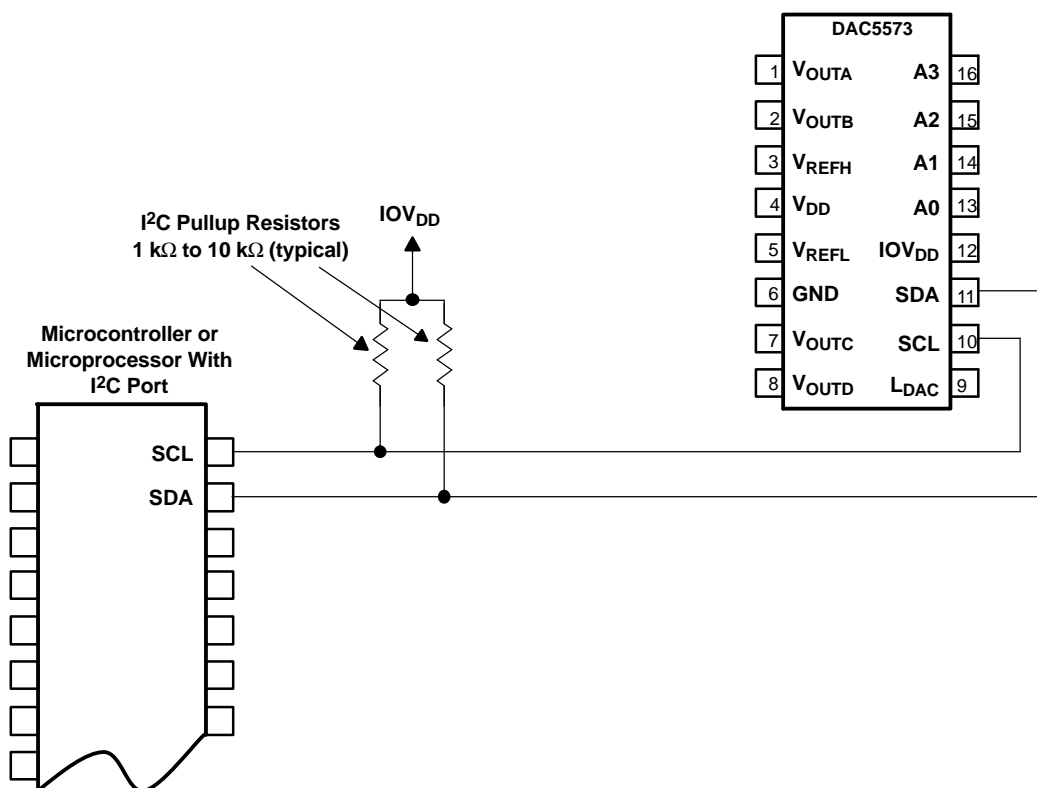 DAC5573
1 VOUTA A3 16
2 VOUTB A2 15
3 VREFH A1 14
4 VDD A0 13
5 VREFL IOVDD 12
6 GND SDA 11
7 VOUTC SCL 10
8 VOUTD LDAC 9
I2C Pullup Resistors
1 kΩ to 10 kΩ (typical)
IOVDD
Microcontroller or
Microprocessor With
I2C Port
SCL
SDA